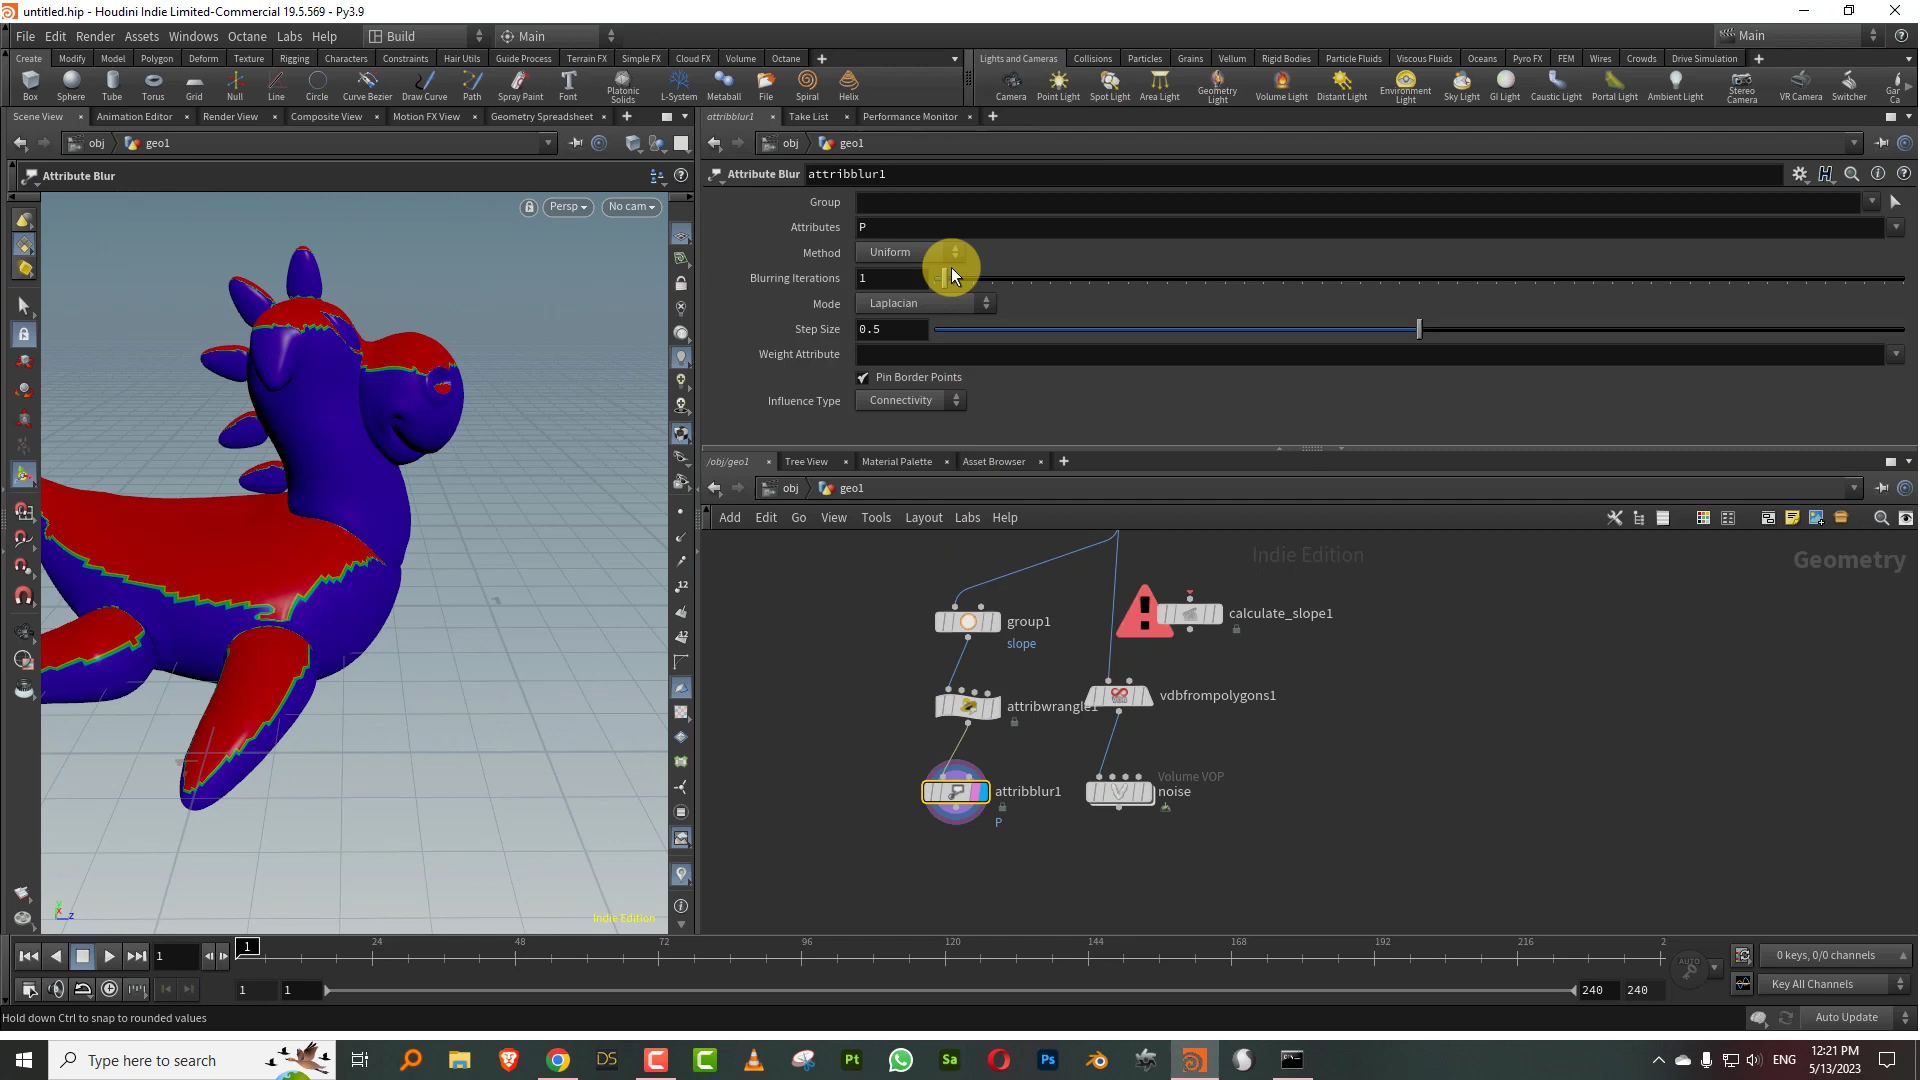 untitled.hip - Houdini Indie Limited-Commercial 19.5.569 - Py3.9
File Edit Render Assets Windows Octane Labs Help Build Main Main
Create Modify Model Polygon Deform Texture Rigging Characters Constraints Hair Utils Guide Process Terrain FX Simple FX Cloud FX Volume Octane Lights and Cameras Collisions Particles Grains Vellum Rigid Bodies Particle Fluids Viscous Fluids Oceans Pyro FX FEM Wires Crowds Drive Simulation
Box Sphere Tube Torus Grid Null Line Circle Curve Bezier Draw Curve Path Spray Paint Font Platonic Solids L-System Metaball File Spiral Helix Camera Point Light Spot Light Area Light Geometry Light Volume Light Distant Light Environment Light Sky Light GI Light Caustic Light Portal Light Ambient Light Stereo Camera VR Camera Switcher Ga Ca
Scene View Animation Editor Render View Composite View Motion FX View Geometry Spreadsheet attribblur1 Take List Performance Monitor
obj geo1 obj geo1
Attribute Blur Attribute Blur attribblur1
Persp No cam
Group
Attributes P
Method Uniform
Blurring Iterations 1
Mode Laplacian
Step Size 0.5
Weight Attribute
Pin Border Points
Influence Type Connectivity
/obj/geo1 Tree View Material Palette Asset Browser
obj geo1
Add Edit Go View Tools Layout Labs Help
Indie Edition Geometry
calculate_slope1
group1
slope
vdbfrompolygons1
attribwrangle1
Volume VOP
attribblur1 noise
P
12
12
y
x
z
Indie Edition
1 1 24 48 72 96 120 144 168 192 216 2
AUTO 0 keys, 0/0 channels
1 1 240 240 Key All Channels
Hold down Ctrl to snap to rounded values Auto Update
Type here to search DS Pt Sa Ps ENG 12:21 PM
5/13/2023